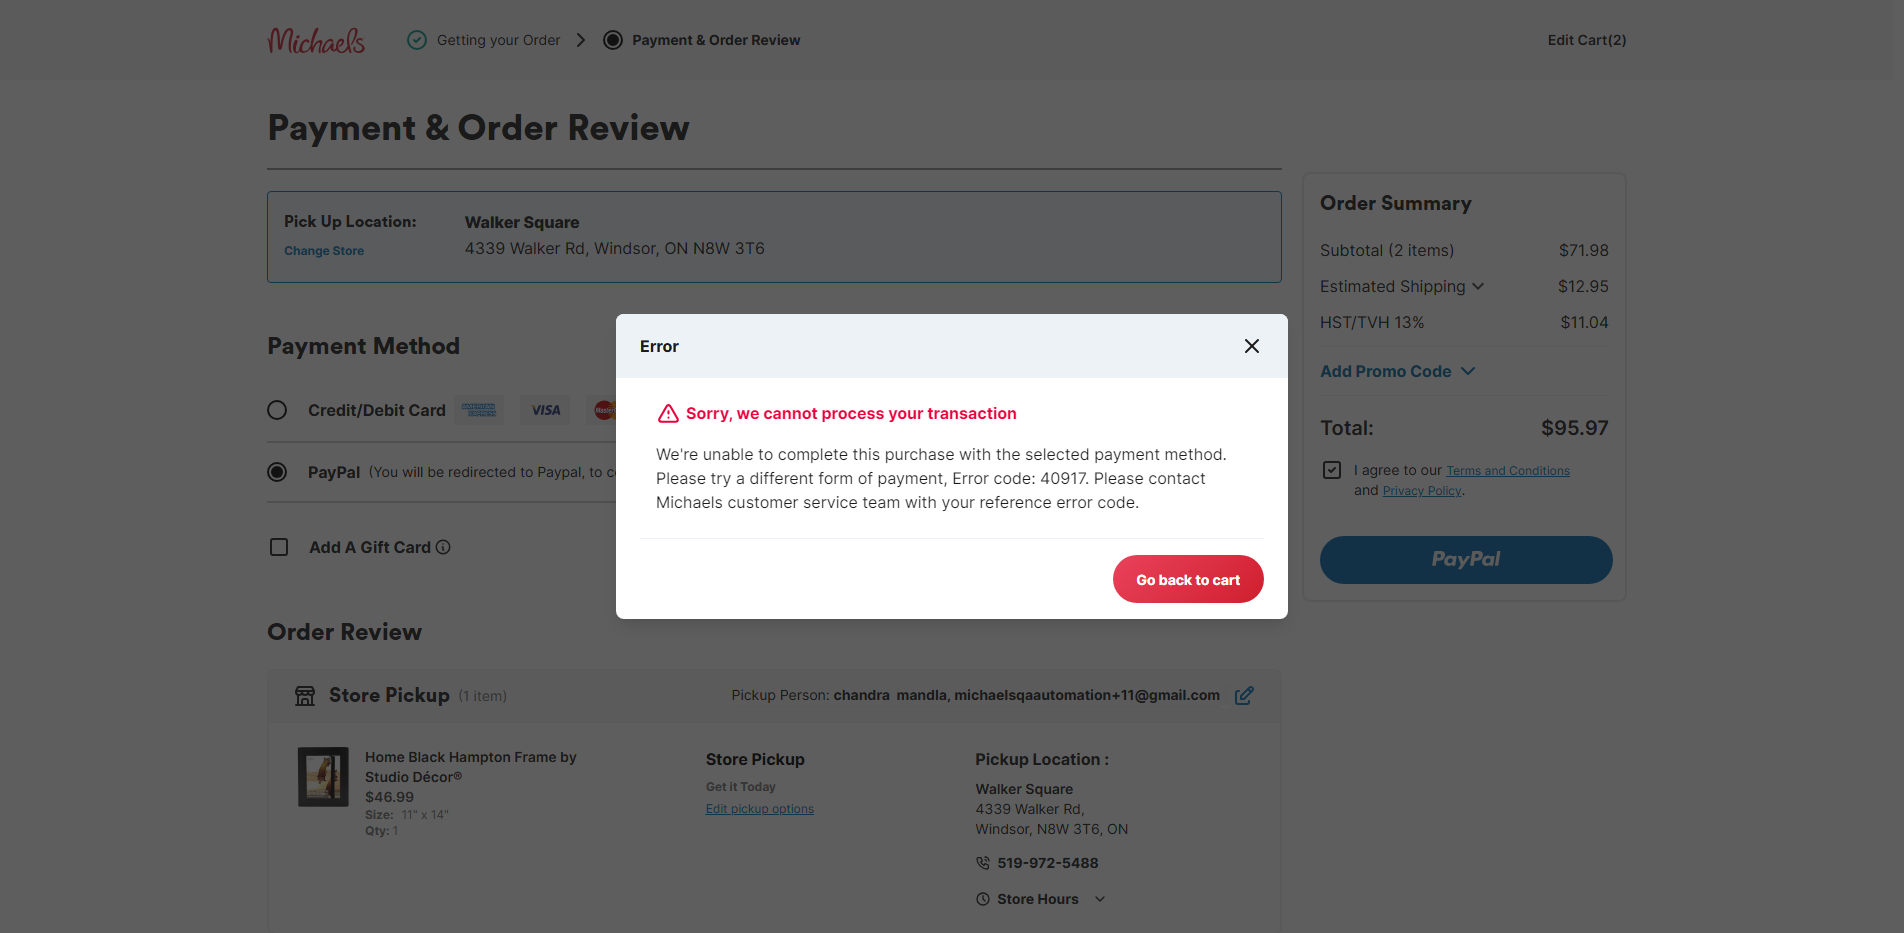 Michaels
Getting your Order
Payment & Order Review
Edit Cart(2)
Payment & Order Review
Pick Up Location:
Change Store
Walker Square
4339 Walker Rd, Windsor, ON N8W 3T6
Payment Method
Credit/Debit Card
AMERICAN EXPRESS
VISA
PayPal (You will be redirected to Paypal, to
Add A Gift Card
Error
Sorry, we cannot process your transaction
We're unable to complete this purchase with the selected payment method.
Please try a different form of payment, Error code: 40917. Please contact
Michaels customer service team with your reference error code.
Go back to cart
Order Summary
Subtotal (2 items) $71.98
Estimated Shipping $12.95
HST/TVH 13% $11.04
Add Promo Code
Total: $95.97
I agree to our Terms and Conditions
and Privacy Policy.
PayPal
Order Review
Store Pickup (1 item)
Pickup Person: chandra mandla, michaelsqaautomation+11@gmail.com
Home Black Hampton Frame by
Studio Décor®
$46.99
Size: 11" x 14"
Qty: 1
Store Pickup
Get it Today
Edit pickup options
Pickup Location :
Walker Square
4339 Walker Rd,
Windsor, N8W 3T6, ON
519-972-5488
Store Hours